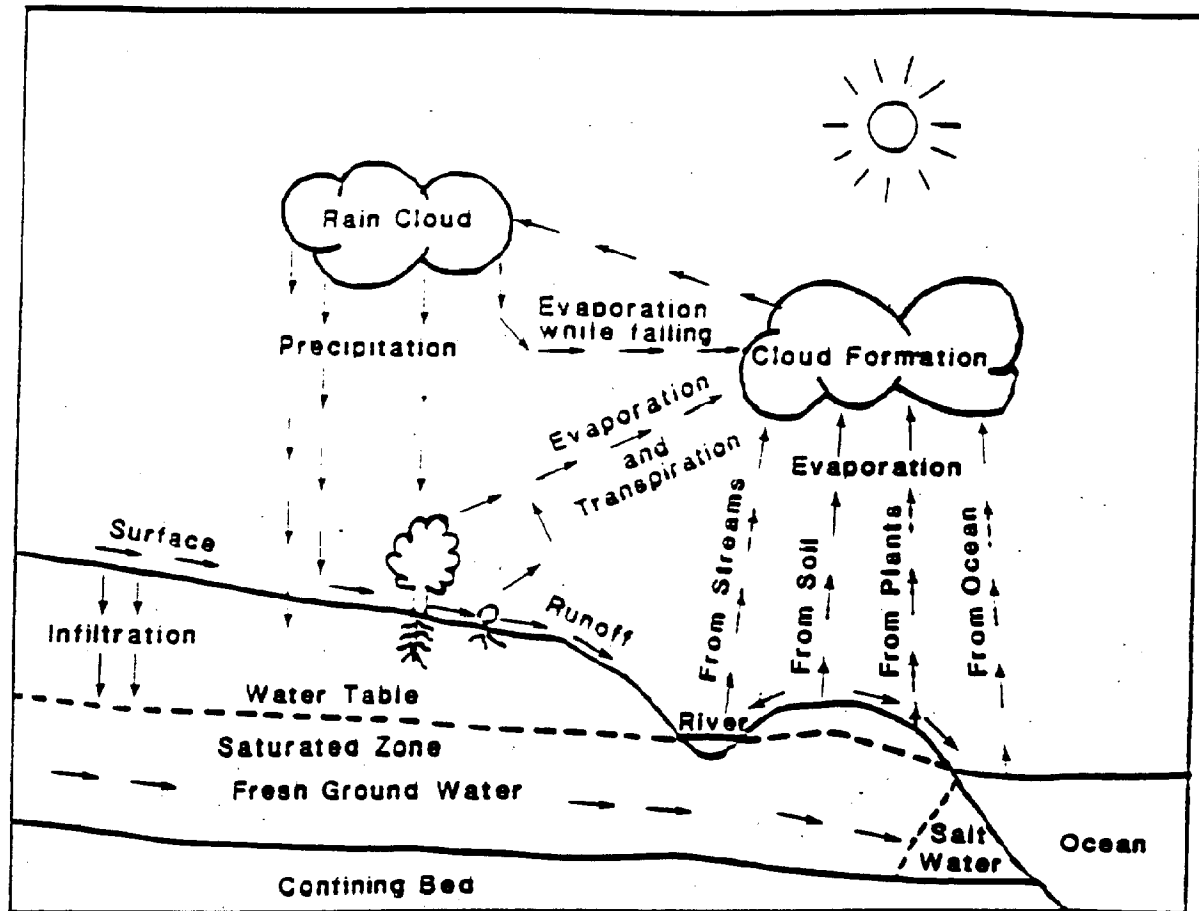 Rain Cloud
Evaporation
while falling
Precipitation
Cloud Formation
Evaporation
and
Transpiration
Evaporation
From Streams
From Soil
From Plants
From Ocean
Surface
Infiltration
Runoff
Water Table
River
Saturated Zone
Fresh Ground Water
Salt
Water
Ocean
Confining Bed